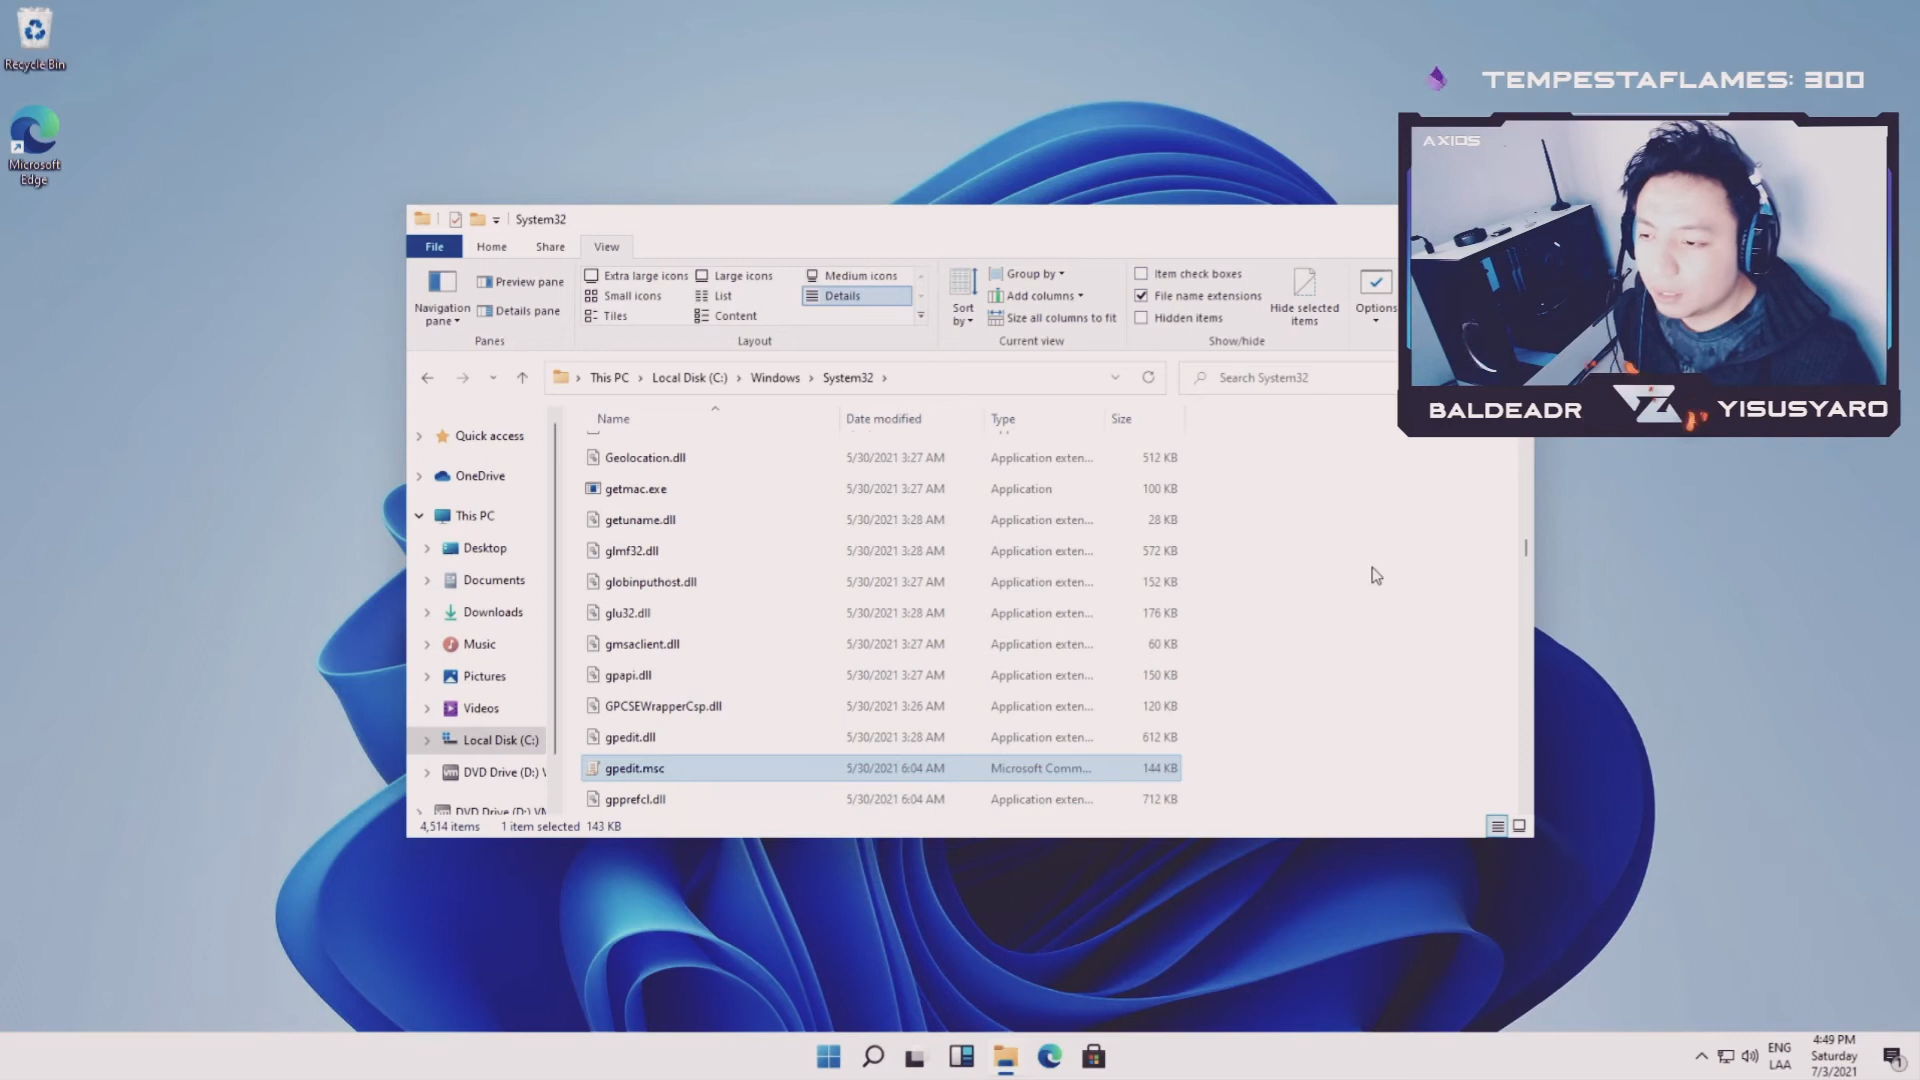 Recycle Bin
Microsoft
Edge
TEMPESTAFLAMES: 300
AXIOS
BALDEADR
YISUSYARO
System32
File
Home
Share
View
Navigation
pane
Preview pane
Details pane
Panes
Extra large icons
Large icons
Medium icons
Small icons
List
Details
Tiles
Content
Layout
Sort
by
Group by
Add columns
Size all columns to fit
Current view
Item check boxes
File name extensions
Hidden items
Hide selected
items
Show/hide
Options
This PC
Local Disk (C:)
Windows
System32
Search System32
Quick access
OneDrive
This PC
Desktop
Documents
Downloads
Music
Pictures
Videos
Local Disk (C:)
DVD Drive (D:) V
DVD Drive (D:) VM
Name Date modified Type Size
Geolocation.dll 5/30/2021 3:27 AM Application exten... 512 KB
getmac.exe 5/30/2021 3:27 AM Application 100 KB
getuname.dll 5/30/2021 3:28 AM Application exten... 28 KB
glmf32.dll 5/30/2021 3:28 AM Application exten... 572 KB
globinputhost.dll 5/30/2021 3:27 AM Application exten... 152 KB
glu32.dll 5/30/2021 3:28 AM Application exten... 176 KB
gmsaclient.dll 5/30/2021 3:27 AM Application exten... 60 KB
gpapi.dll 5/30/2021 3:27 AM Application exten... 150 KB
GPCSEWrapperCsp.dll 5/30/2021 3:26 AM Application exten... 120 KB
gpedit.dll 5/30/2021 3:28 AM Application exten... 612 KB
gpedit.msc 5/30/2021 6:04 AM Microsoft Comm... 144 KB
gpprefcl.dll 5/30/2021 6:04 AM Application exten... 712 KB
4,514 items 1 item selected 143 KB
ENG
LAA
4:49 PM
Saturday
7/3/2021
1